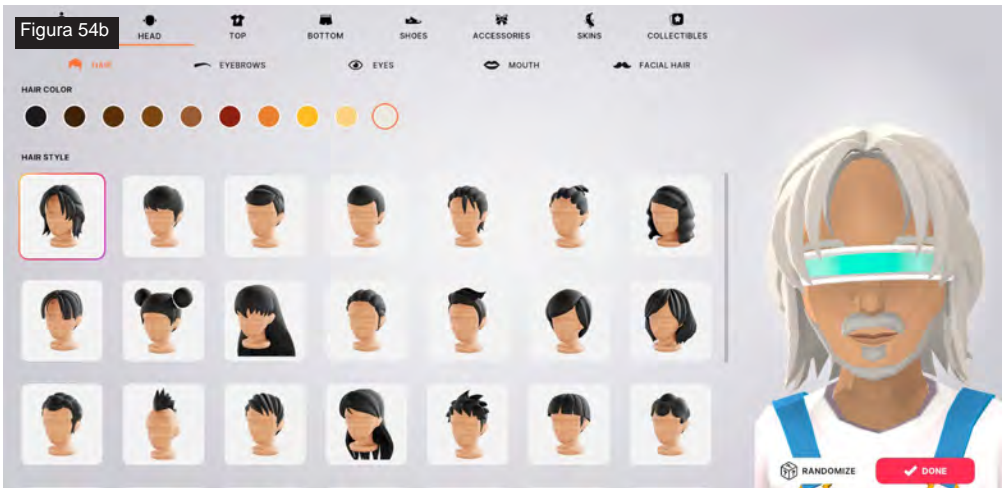 Figura 54b
HEAD
TOP
BOTTOM
SHOES
ACCESSORIES
SKINS
COLLECTIBLES
HAIR
EYEBROWS
EYES
MOUTH
FACIAL HAIR
HAIR COLOR
HAIR STYLE
RANDOMIZE
DONE